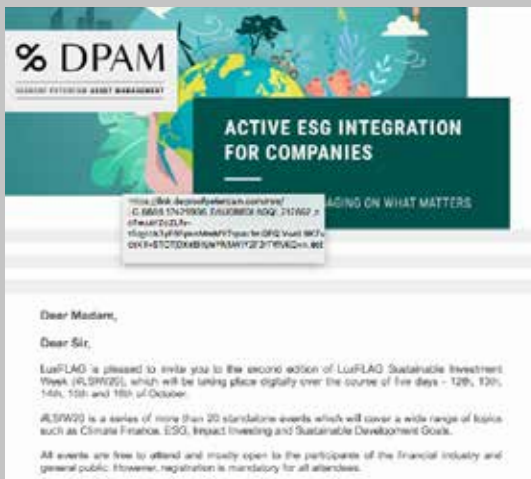 % DPAM
DEGROOF PETERCAM ASSET MANAGEMENT
ACTIVE ESG INTEGRATION
FOR COMPANIES
AGING ON WHAT MATTERS
Dear Madam,
Dear Sir,
LuxFLAG is pleased to invite you to the second edition of LuxFLAG Sustainable Investment
Week (#LSIW20), which will be taking place digitally over the course of five days - 12th, 13th,
14th, 15th and 16th of October.
#LSIW20 is a series of more than 20 standalone events which will cover a wide range of topics
such as Climate Finance, ESG, Impact Investing and Sustainable Development Goals.
All events are free to attend and mostly open to the participants of the financial industry and
general public. However, registration is mandatory for all attendees.